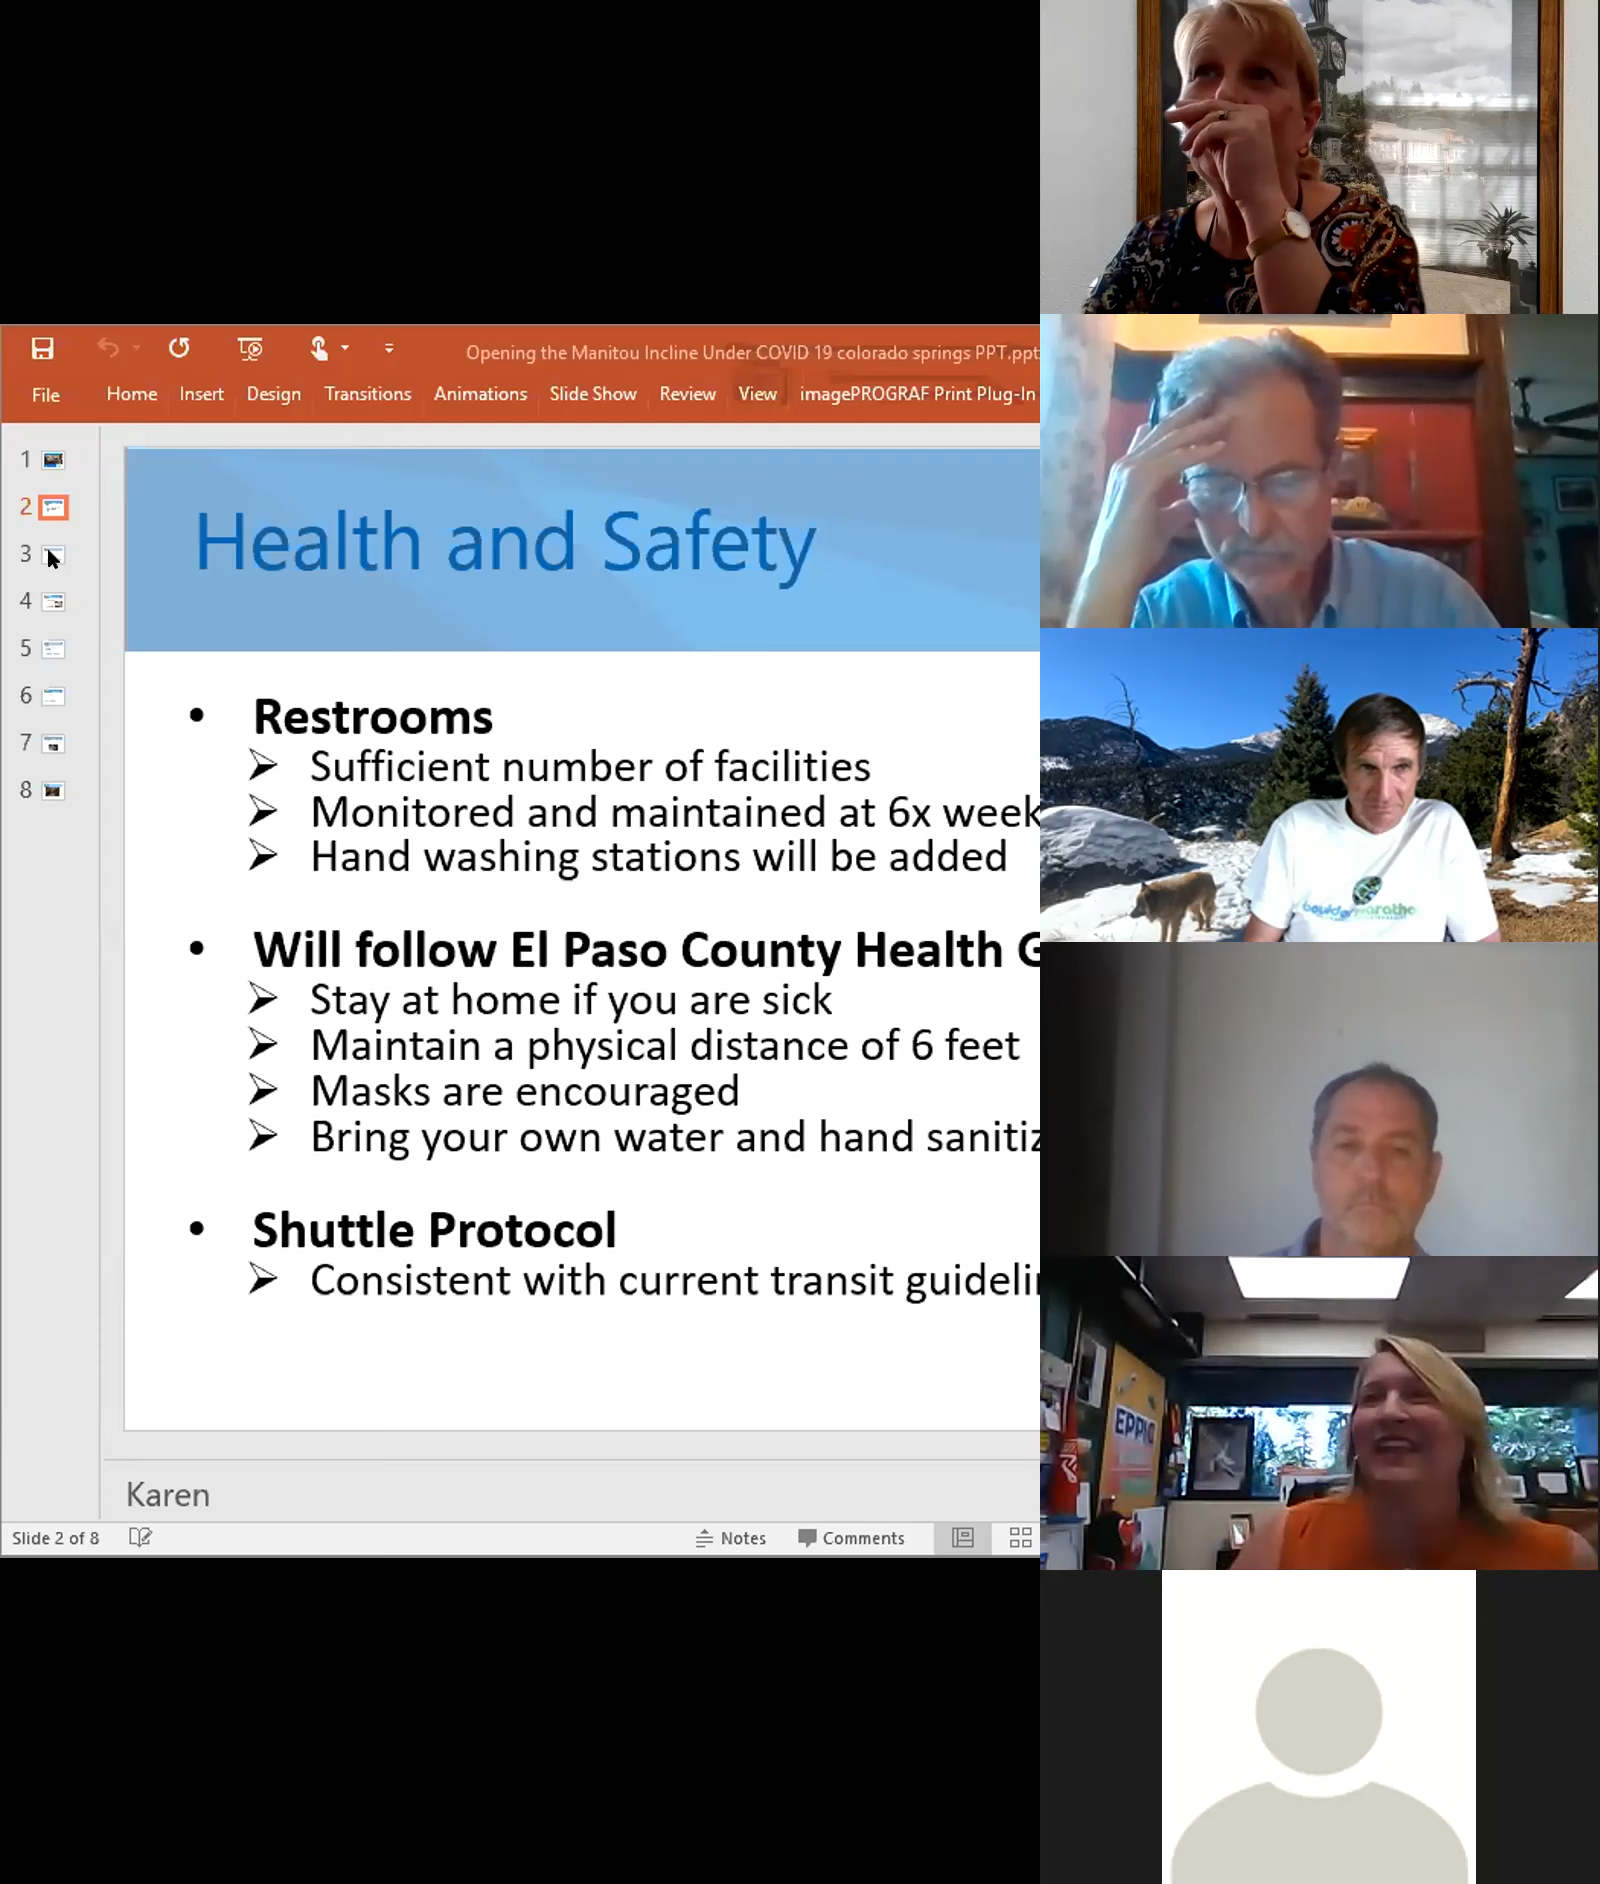 Opening the Manitou Incline Under COVID 19 colorado springs PPT.ppt
File Home Insert Design Transitions Animations Slide Show Review View imagePROGRAF Print Plug-In
1
2
3
4
5
6
7
8
Health and Safety
• Restrooms
➢ Sufficient number of facilities
➢ Monitored and maintained at 6x week
➢ Hand washing stations will be added
• Will follow El Paso County Health G
➢ Stay at home if you are sick
➢ Maintain a physical distance of 6 feet
➢ Masks are encouraged
➢ Bring your own water and hand sanitiz
• Shuttle Protocol
➢ Consistent with current transit guideli
Karen
Slide 2 of 8 Notes Comments